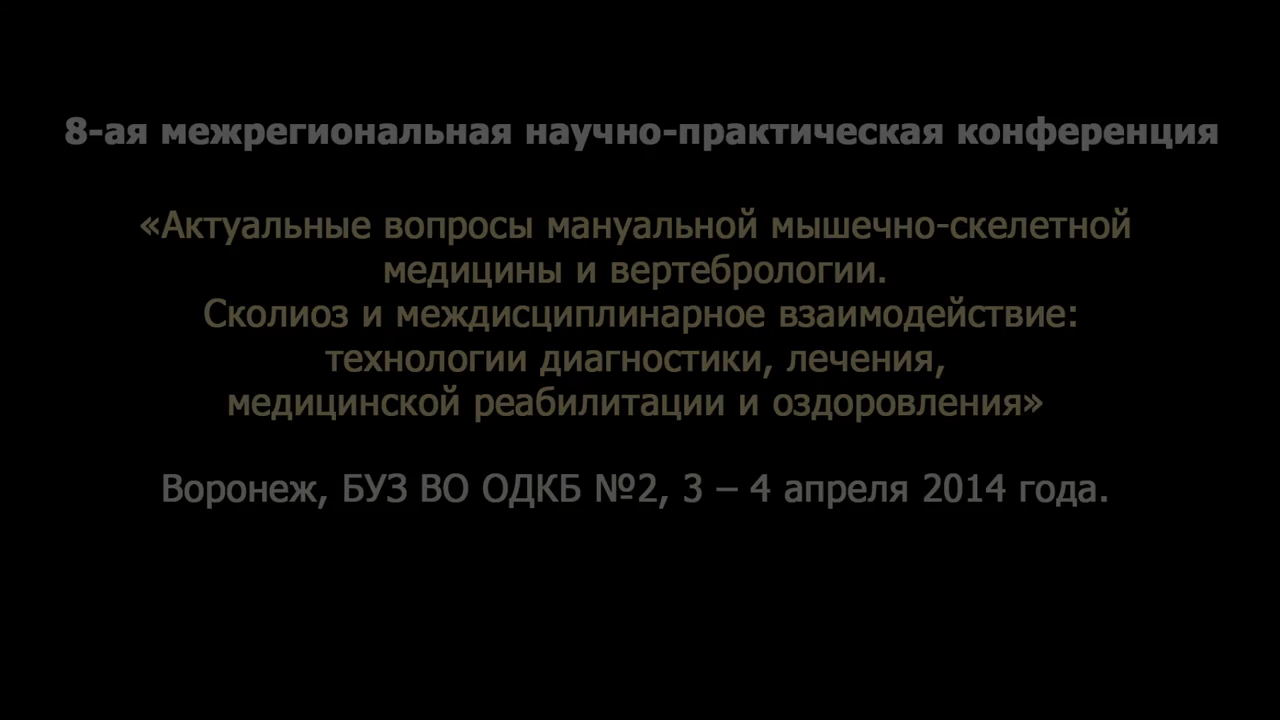 8-ая межрегиональная научно-практическая конференция
«Актуальные вопросы мануальной мышечно-скелетной
медицины и вертебрологии.
Сколиоз и междисциплинарное взаимодействие:
технологии диагностики, лечения,
медицинской реабилитации и оздоровления»
Воронеж, БУЗ ВО ОДКБ №2, 3 – 4 апреля 2014 года.